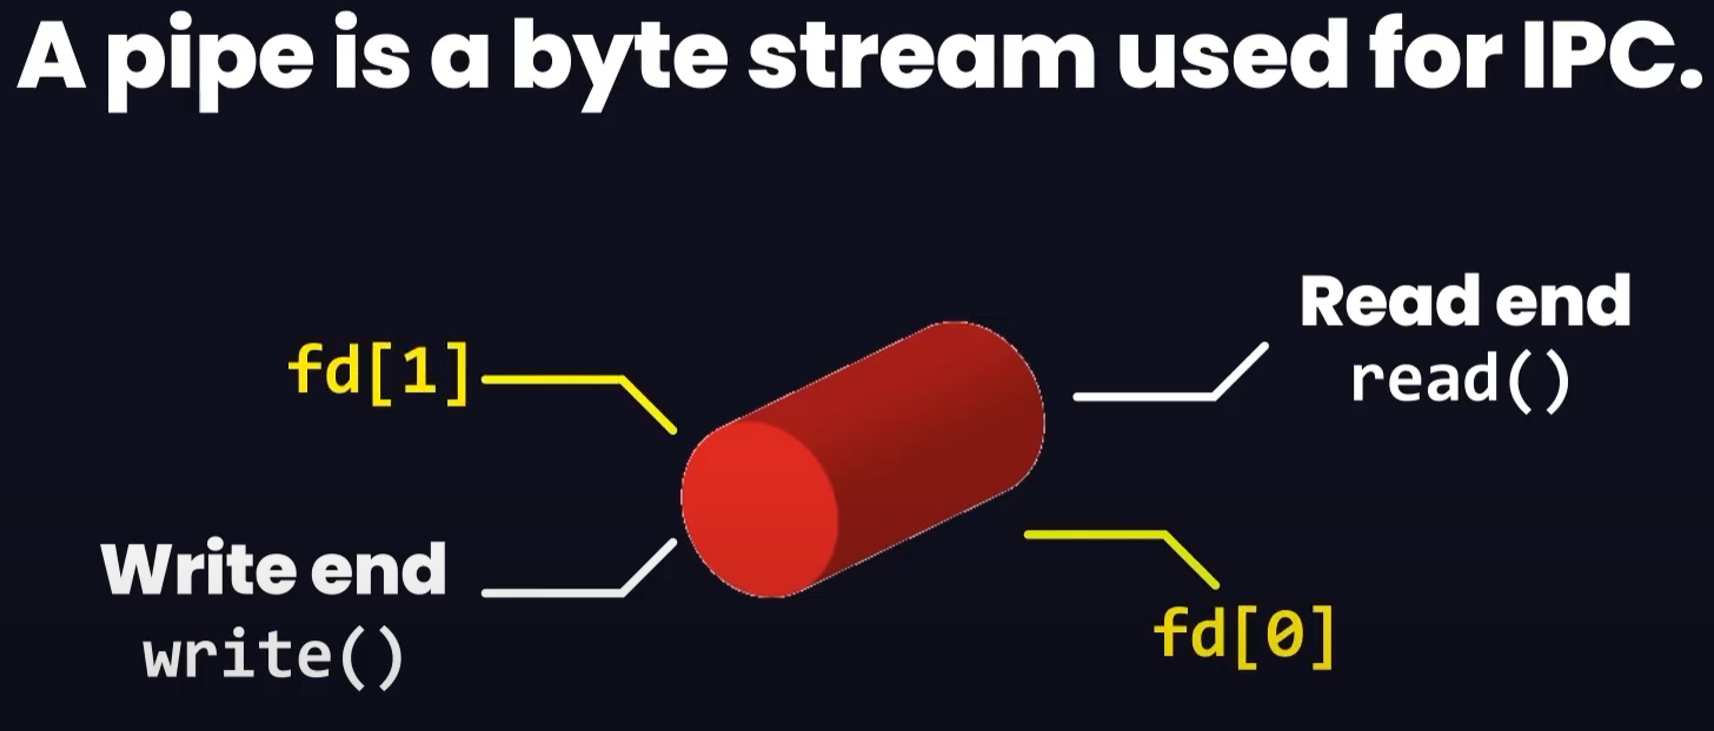 A pipe is a byte stream used for IPC.
fd[1]
Write end
write()
Read end
read()
fd[0]